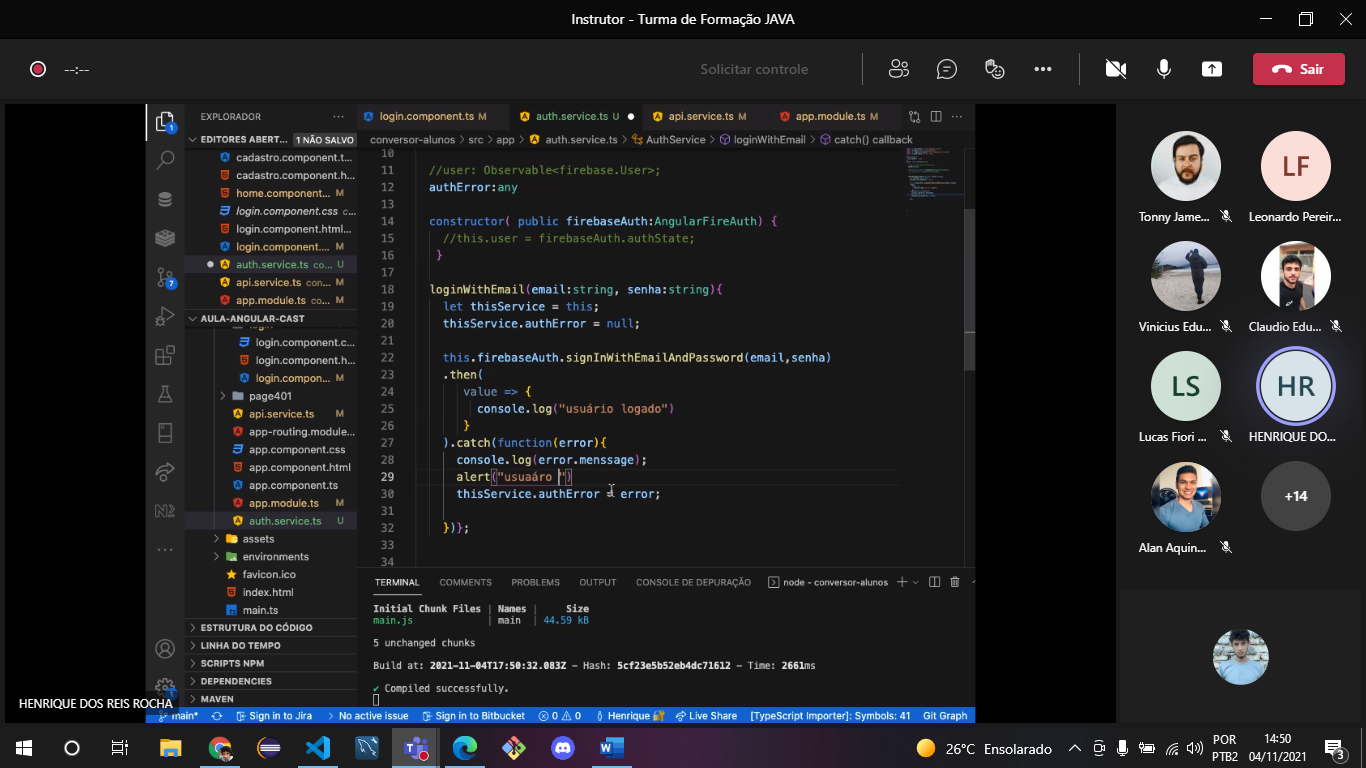 Instrutor - Turma de Formação JAVA
--:--
Solicitar controle
Sair
EXPLORADOR
EDITORES ABERT... 1 NÃO SALVO
cadastro.component.t...
cadastro.component.h...
home.component... M
login.component.css c...
login.component.html...
login.component.... M
auth.service.ts co... U
api.service.ts con... M
app.module.ts con... M
AULA-ANGULAR-CAST
login.component.c...
login.component.h...
login.compon... M
page401
api.service.ts M
app-routing.module...
app.component.css
app.component.html
app.component.ts
app.module.ts M
auth.service.ts U
assets
environments
favicon.ico
index.html
main.ts
ESTRUTURA DO CÓDIGO
LINHA DO TEMPO
SCRIPTS NPM
DEPENDENCIES
MAVEN
login.component.ts M
auth.service.ts U
api.service.ts M
app.module.ts M
conversor-alunos > src > app > auth.service.ts > AuthService > loginWithEmail > catch() callback
10
11 //user: Observable<firebase.User>;
12 authError:any
13
14 constructor( public firebaseAuth:AngularFireAuth) {
15 //this.user = firebaseAuth.authState;
16 }
17
18 loginWithEmail(email:string, senha:string){
19 let thisService = this;
20 thisService.authError = null;
21
22 this.firebaseAuth.signInWithEmailAndPassword(email,senha)
23 .then(
24 value => {
25 console.log("usuário logado")
26 }
27 ).catch(function(error){
28 console.log(error.menssage);
29 alert("usuaáro ")
30 thisService.authError = error;
31
32 })};
33
34
TERMINAL COMMENTS PROBLEMS OUTPUT CONSOLE DE DEPURAÇÃO node - conversor-alunos
Initial Chunk Files | Names | Size
main.js | main | 44.59 kB
5 unchanged chunks
Build at: 2021-11-04T17:50:32.083Z - Hash: 5cf23e5b52eb4dc71612 - Time: 2661ms
✔ Compiled successfully.
main* Sign in to Jira No active issue Sign in to Bitbucket 0 0 Henrique Live Share [TypeScript Importer]: Symbols: 41 Git Graph
HENRIQUE DOS REIS ROCHA
Tonny Jame...
LF
Leonardo Pereir...
Vinicius Edu...
Claudio Edu...
LS
Lucas Fiori ...
HR
HENRIQUE DO...
Alan Aquin...
+14
26°C Ensolarado
POR
PTB2
14:50
04/11/2021
3